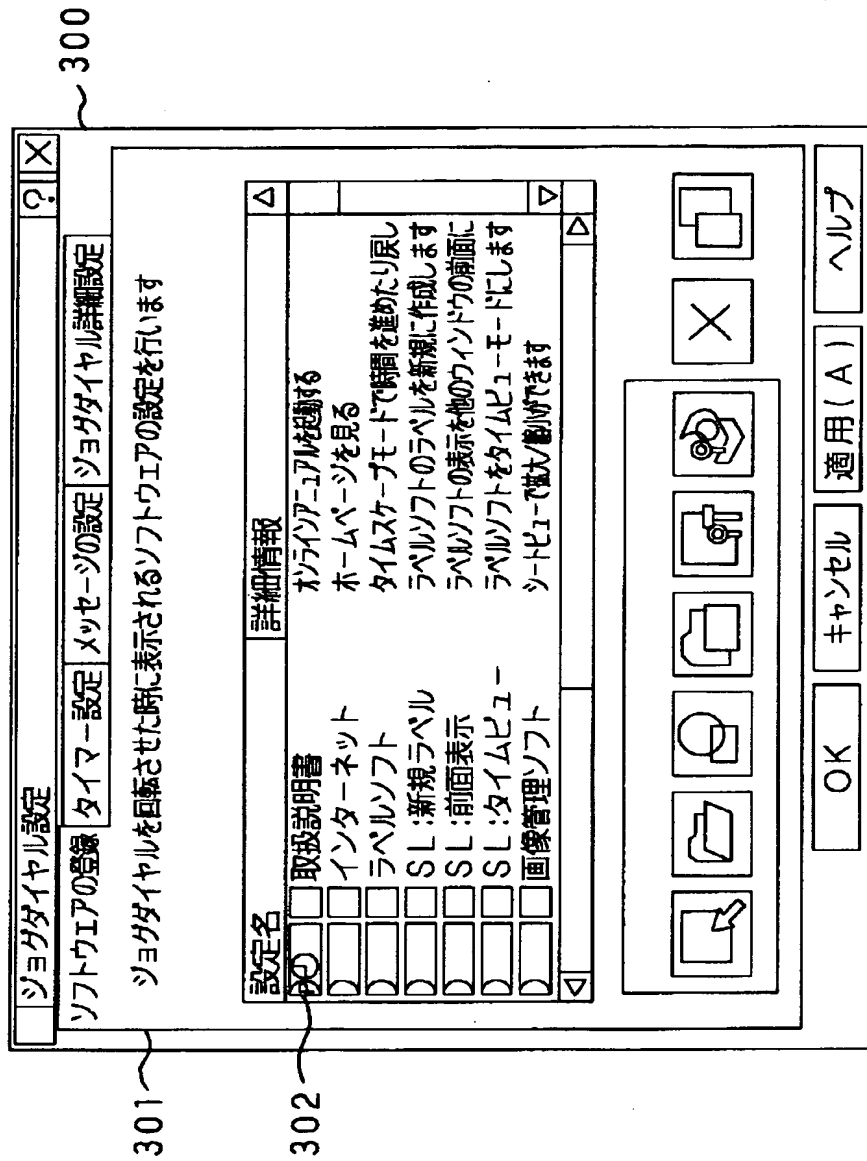 300
ジョグダイヤル設定 ? X
301
ソフトウェアの登録 タイマー設定 メッセージの設定 ジョグダイヤル詳細設定
ジョグダイヤルを回転させた時に表示されるソフトウェアの設定を行います
302
設定名 詳細情報
取扱説明書 オンラインアニュアルを起動する
インターネット ホームページを見る
ラベルソフト タイムスケープモードで時間を進めたり戻し
SL:新規ラベル ラベルソフトのラベルを新規に作成します
SL:前面表示 ラベルソフトの表示を他のウィンドウの前面に
SL:タイムビュー ラベルソフトをタイムビューモードにします
画像管理ソフト シートビューで拡大/縮小ができます
OK キャンセル 適用(A) ヘルプ